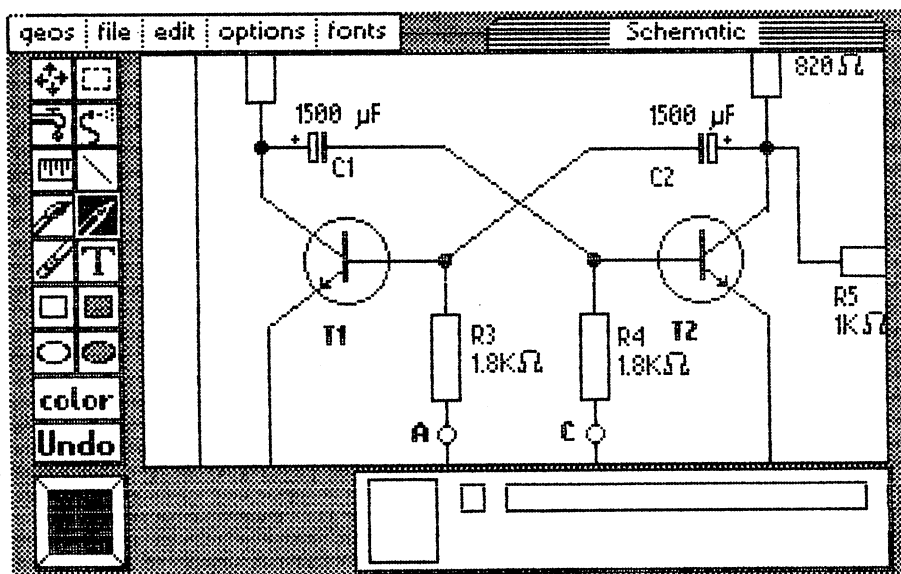 geos file edit options fonts
Schematic
820Ω
1500 µF
1500 µF
+
+
C1
C2
T
R5
1KΩ
T1
R3
1.8KΩ
R4
1.8KΩ
T2
color
A
C
Undo